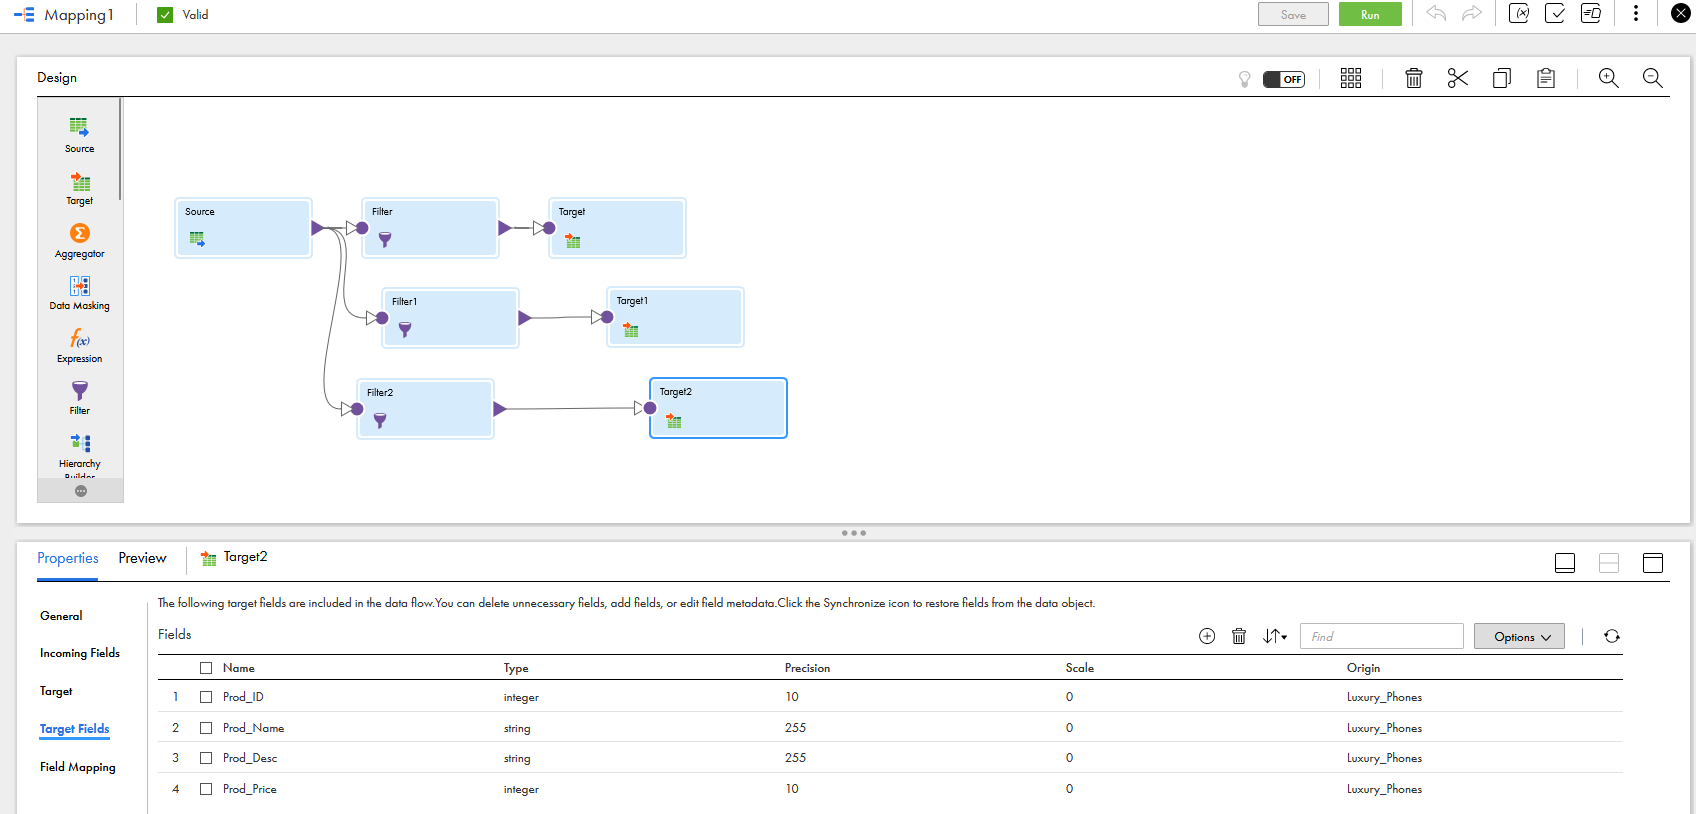 Mapping1
Valid
Save
Run
Design
OFF
Source
Target
Aggregator
Data Masking
Expression
Filter
Hierarchy
Builder
Source
Filter
Target
Filter1
Target1
Filter2
Target2
Properties
Preview
Target2
General
Incoming Fields
Target
Target Fields
Field Mapping
The following target fields are included in the data flow.You can delete unnecessary fields, add fields, or edit field metadata.Click the Synchronize icon to restore fields from the data object.
Fields
Find
Options
Name Type Precision Scale Origin
1 Prod_ID integer 10 0 Luxury_Phones
2 Prod_Name string 255 0 Luxury_Phones
3 Prod_Desc string 255 0 Luxury_Phones
4 Prod_Price integer 10 0 Luxury_Phones